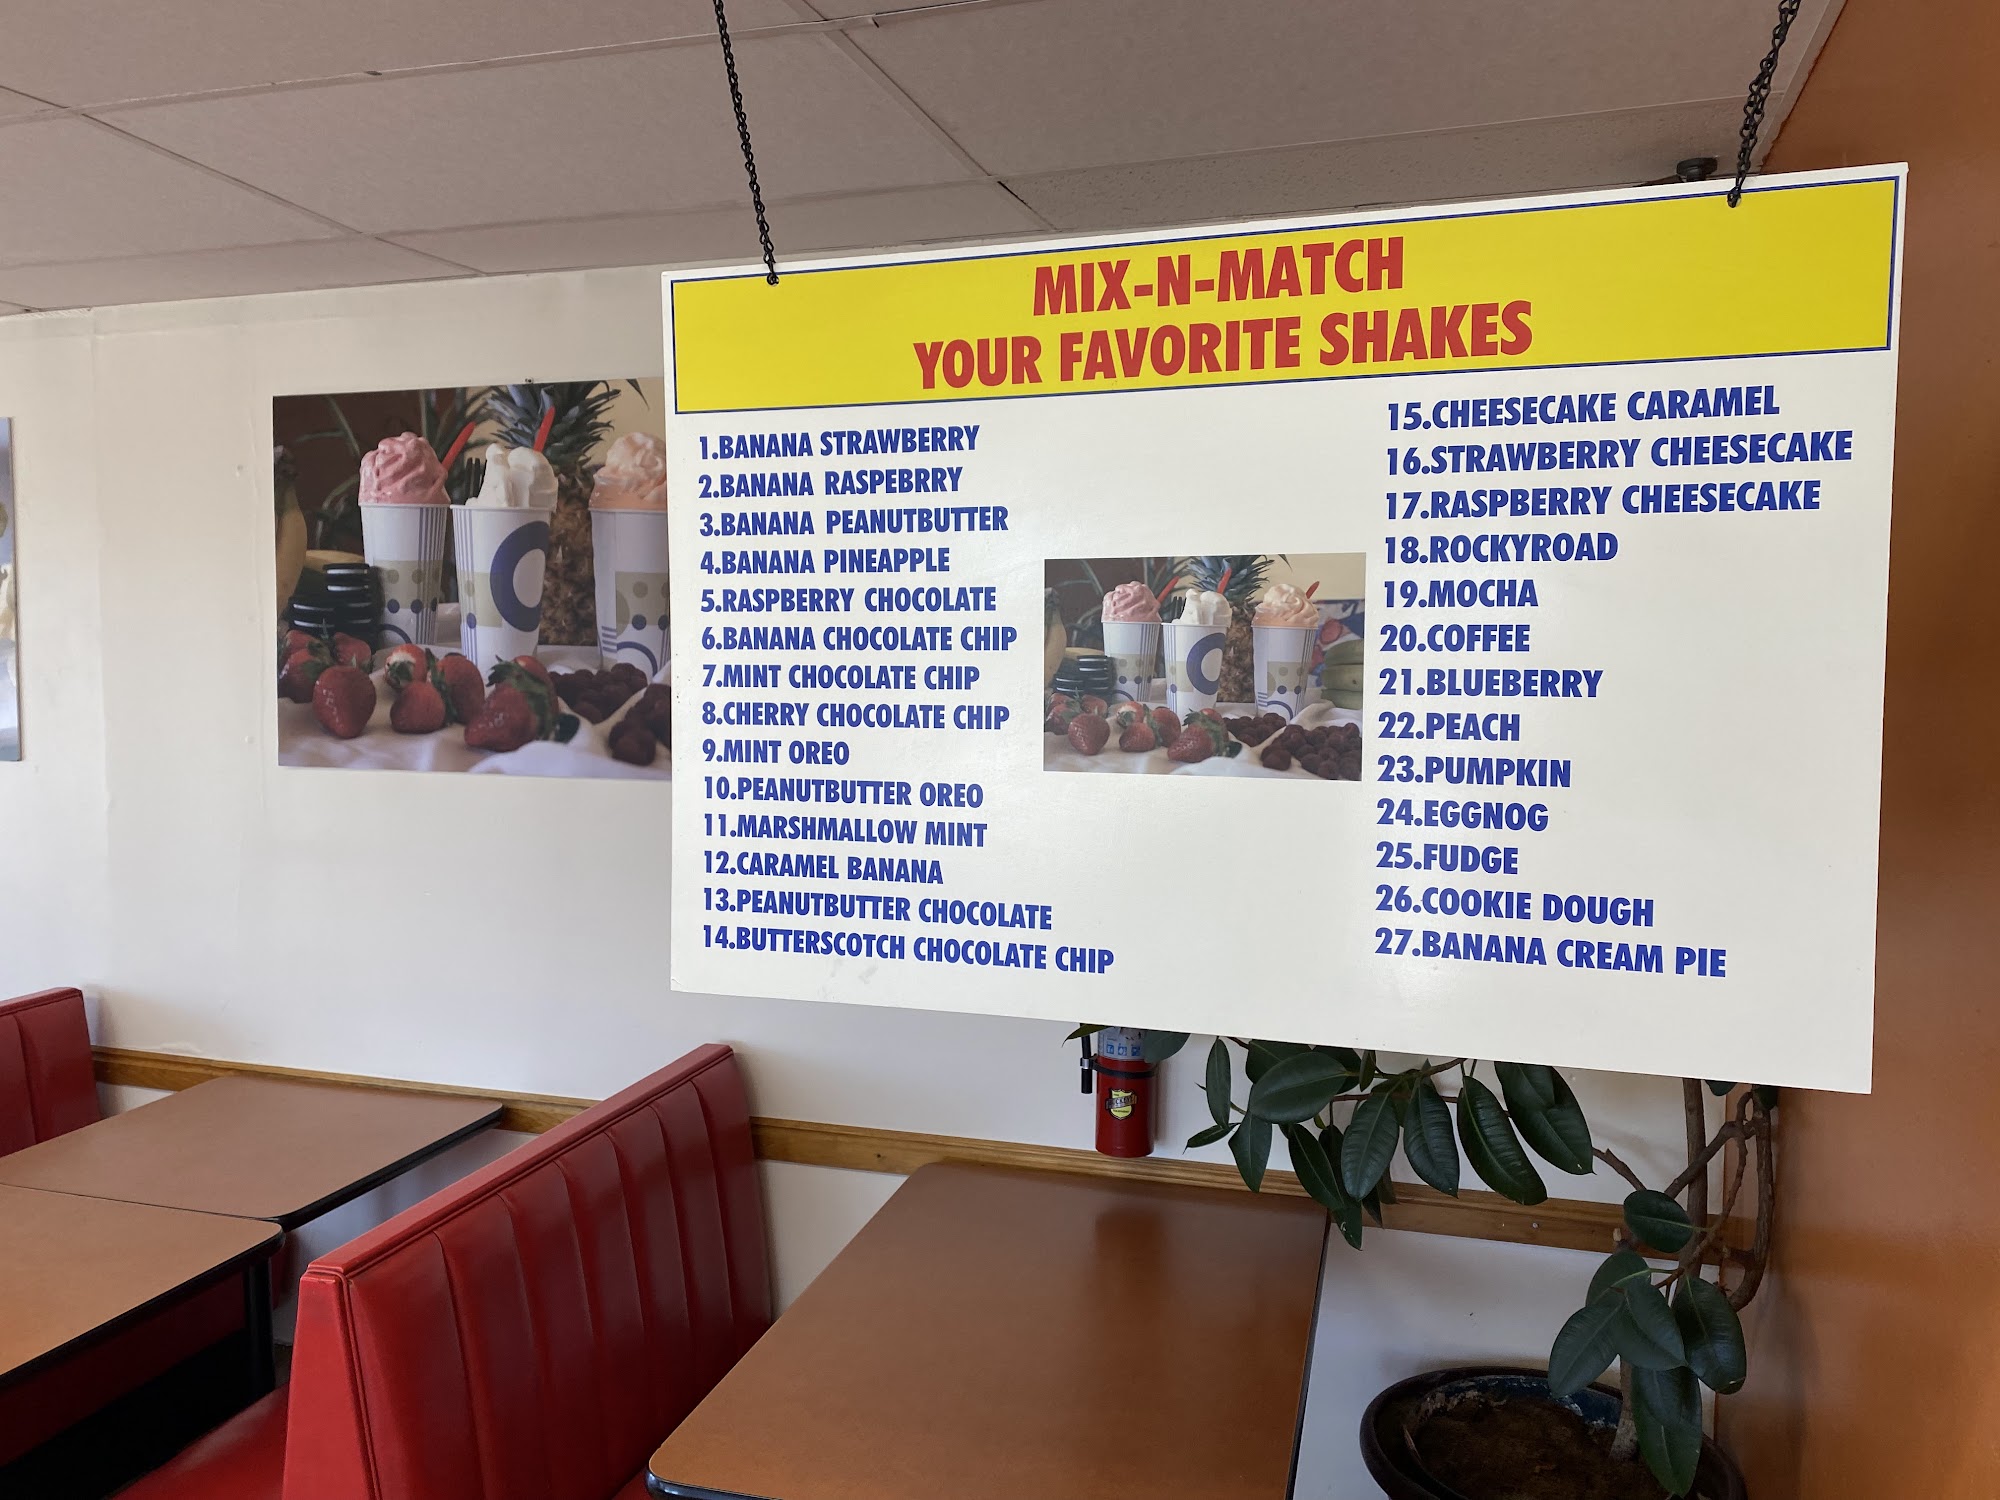 MIX-N-MATCH
YOUR FAVORITE SHAKES
1.BANANA STRAWBERRY
2.BANANA RASPEBRRY
3.BANANA PEANUTBUTTER
4.BANANA PINEAPPLE
5.RASPBERRY CHOCOLATE
6.BANANA CHOCOLATE CHIP
7.MINT CHOCOLATE CHIP
8.CHERRY CHOCOLATE CHIP
9.MINT OREO
10.PEANUTBUTTER OREO
11.MARSHMALLOW MINT
12.CARAMEL BANANA
13.PEANUTBUTTER CHOCOLATE
14.BUTTERSCOTCH CHOCOLATE CHIP
15.CHEESECAKE CARAMEL
16.STRAWBERRY CHEESECAKE
17.RASPBERRY CHEESECAKE
18.ROCKYROAD
19.MOCHA
20.COFFEE
21.BLUEBERRY
22.PEACH
23.PUMPKIN
24.EGGNOG
25.FUDGE
26.COOKIE DOUGH
27.BANANA CREAM PIE